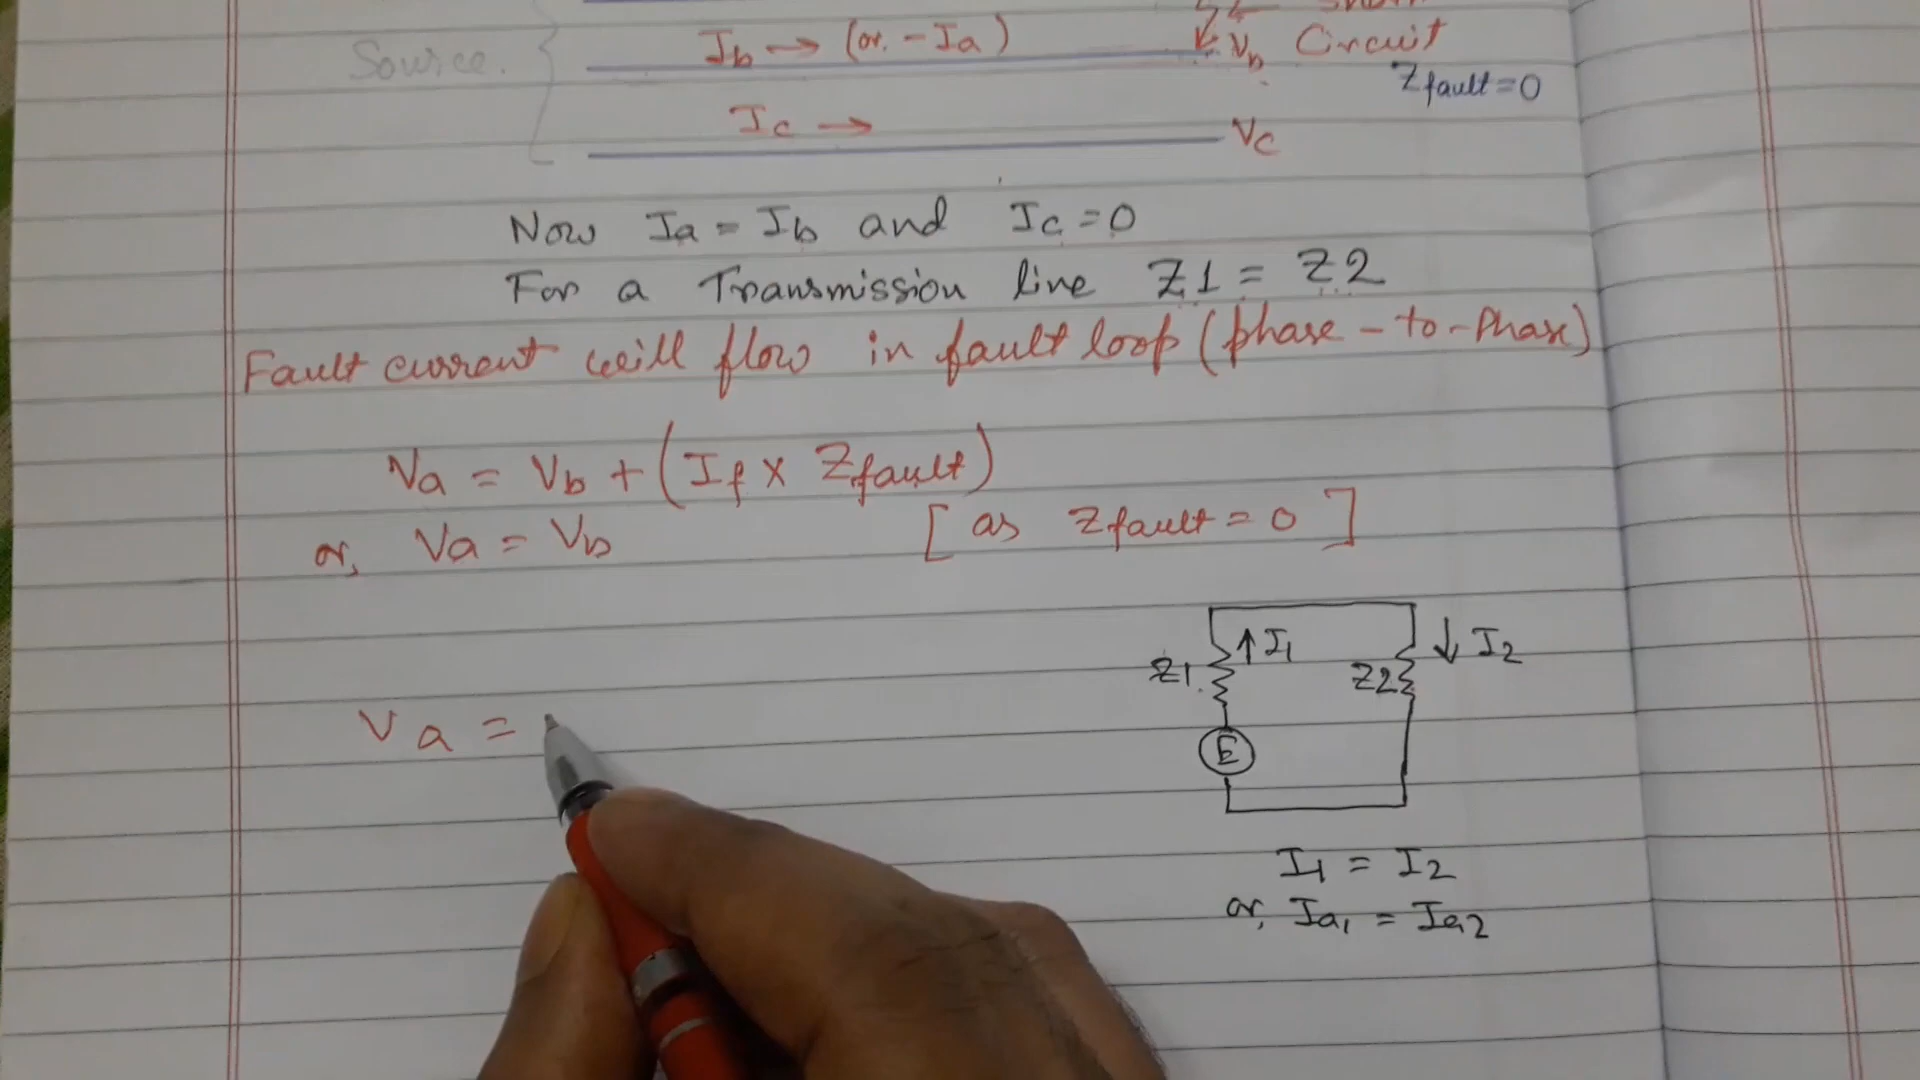 Source.
Ib → (or. - Ia)
Vb
Circuit
Zfault = 0
Ic →
Vc
Now Ia = Ib and Ic = 0
For a Transmission line Z1 = Z2
Fault current will flow in fault loop (phase - to - Phase)
Va = Vb + (If x Zfault)
or, Va = Vb [as Zfault = 0]
Z1 ↑ I1 Z2 ↓ I2
Va =
E
I1 = I2
or, Ia1 = Ia2